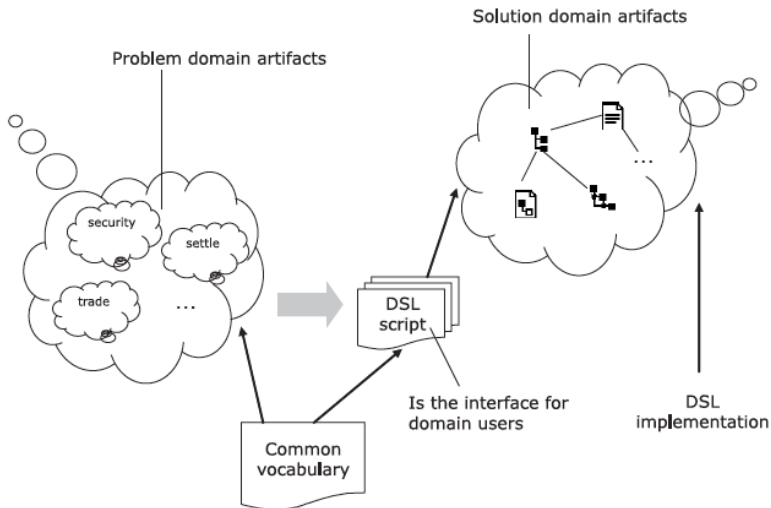 Solution domain artifacts
Problem domain artifacts
security
settle
trade
...
...
DSL
script
Is the interface for
domain users
DSL
implementation
Common
vocabulary